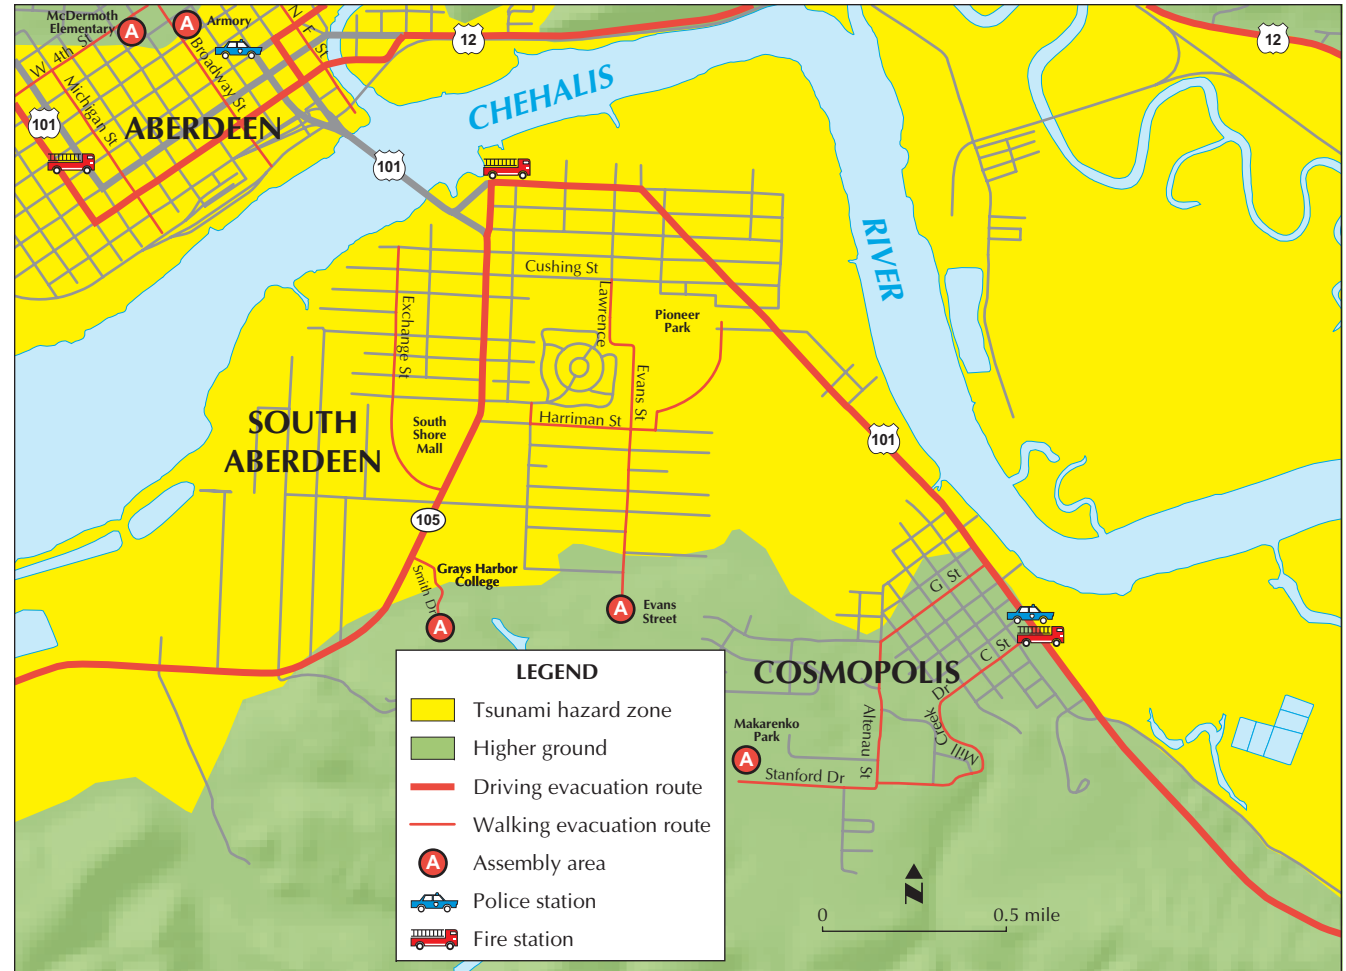 McDermoth
Elementary
A
A
Armory
W 4th St
Michigan St
Broadway St
N F St
12
12
101
ABERDEEN
CHEHALIS
101
RIVER
Cushing St
Lawrence
Exchange St
Pioneer
Park
Evans St
Harriman St
South
Shore
Mall
SOUTH
ABERDEEN
101
105
Smith Dr
Grays Harbor
College
A
A
Evans
Street
G St
C St
COSMOPOLIS
Mill Creek Dr
Altenau St
Makarenko
Park
A
Stanford Dr
LEGEND
Tsunami hazard zone
Higher ground
Driving evacuation route
Walking evacuation route
A
Assembly area
Police station
Fire station
N
0
0.5 mile